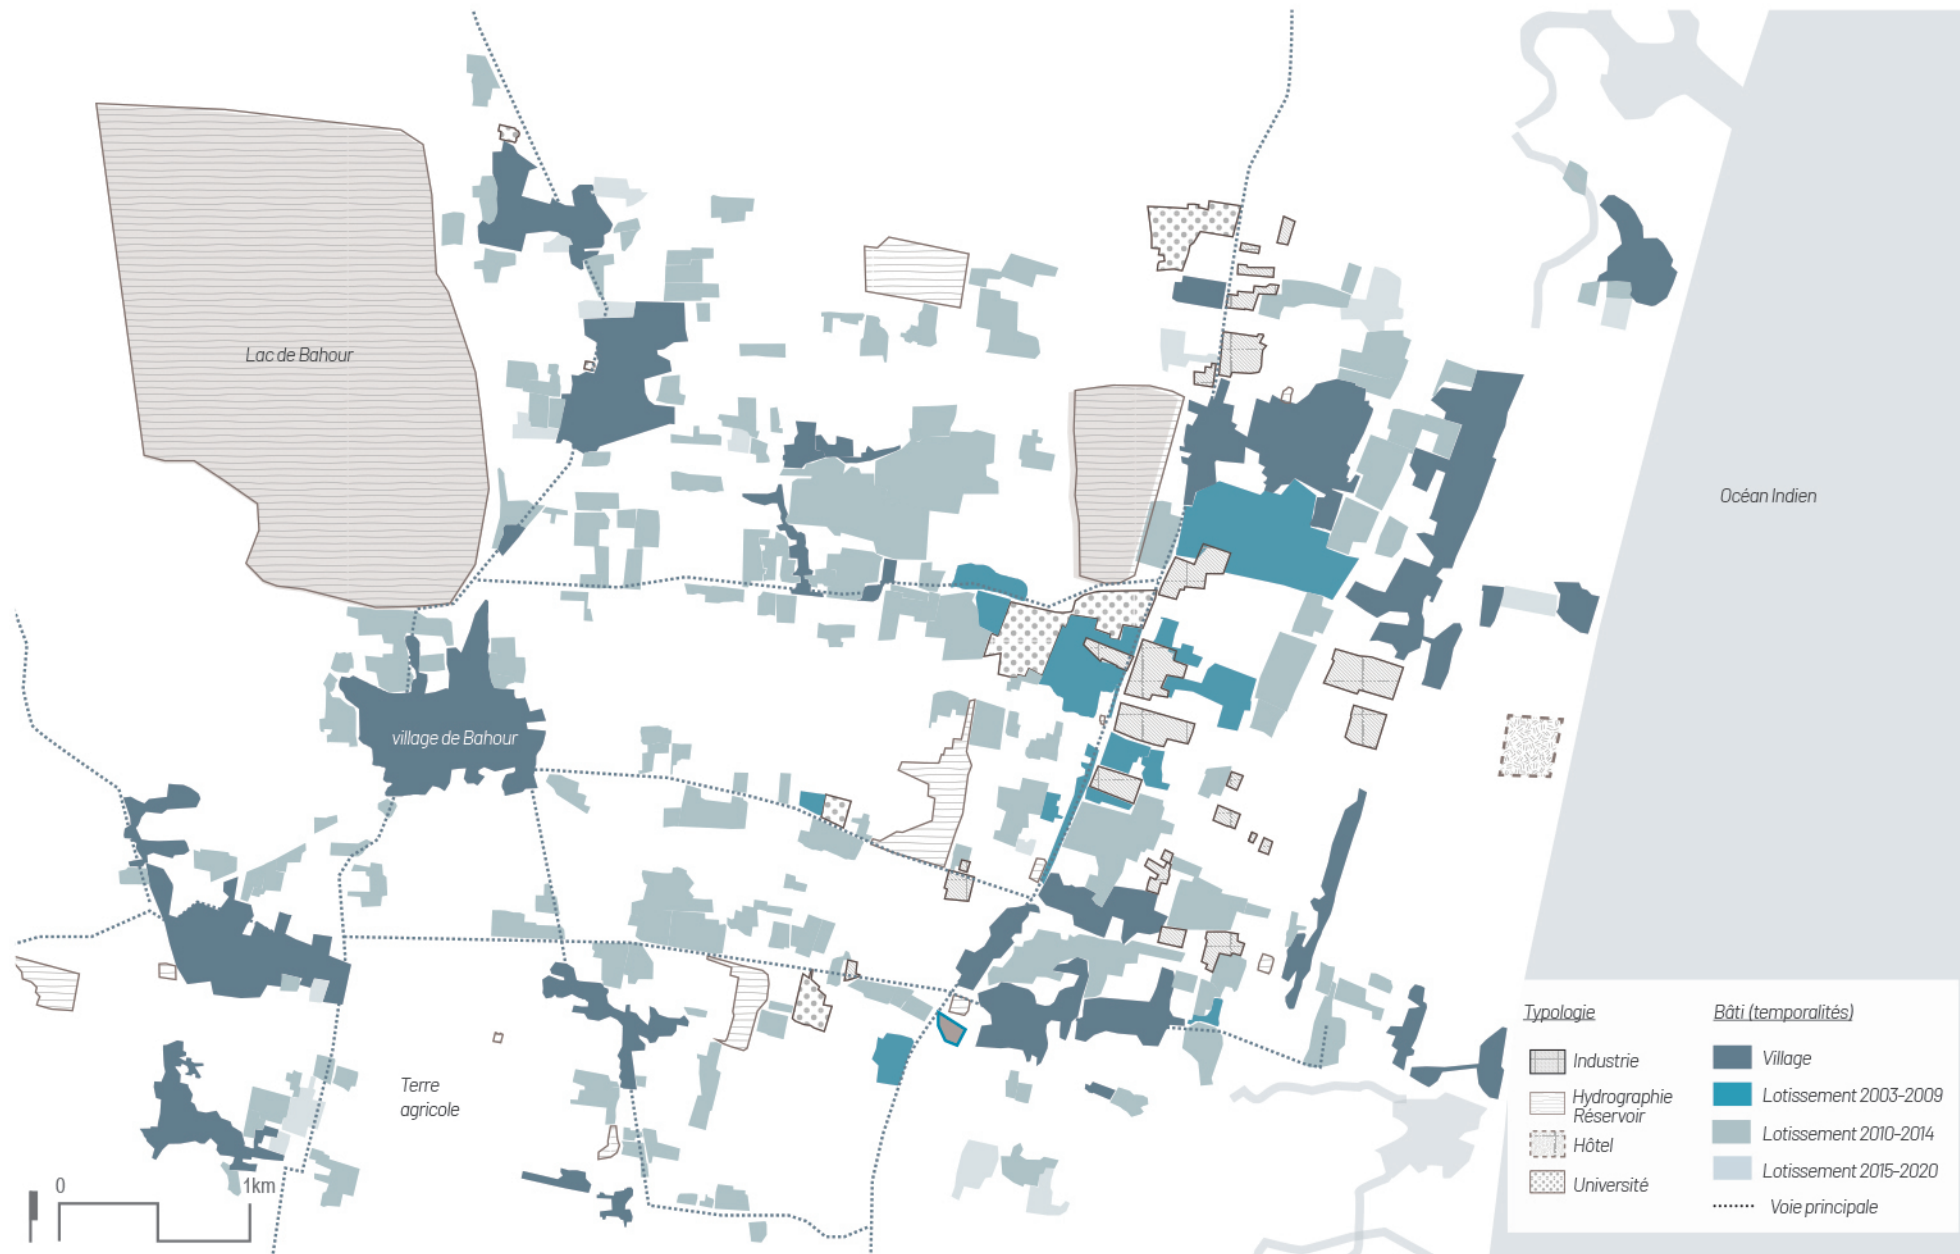 Lac de Bahour
Océan Indien
village de Bahour
Terre
agricole
0
1km
Typologie
Industrie
Hydrographie
Réservoir
Hôtel
Université
Bâti (temporalités)
Village
Lotissement 2003-2009
Lotissement 2010-2014
Lotissement 2015-2020
Voie principale